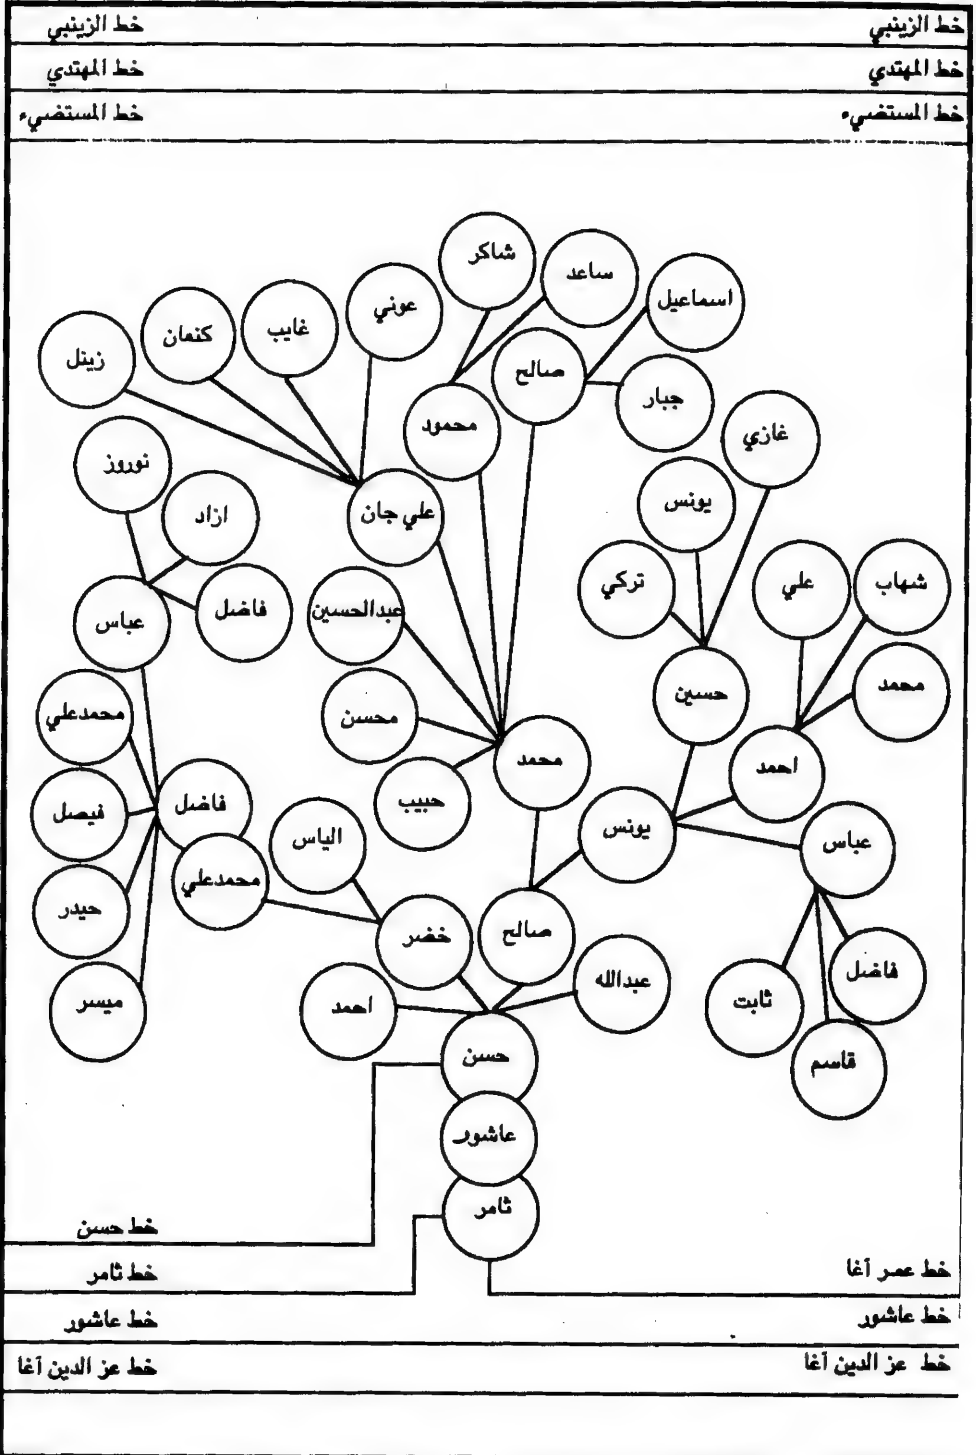 خط الزينبي
خط الزينبي
خط المهتدي
خط المهتدي
خط المستضيء
خط المستضيء
شاكر
ساعد
اسماعيل
عوني
غايب
كنعان
زينل
صالح
جبار
محمود
غازي
نوروز
يونس
علي جان
ازاد
شهاب
علي
تركي
عبدالحسين
فاضل
عباس
محمد
حسين
محسن
محمدعلي
احمد
محمد
حبيب
فاضل
فيصل
يونس
عباس
الياس
محمدعلي
حيدر
صالح
خضر
فاضل
عبدالله
ثابت
احمد
ميسر
قاسم
حسن
عاشور
ثامر
خط حسن
خط عمر آغا
خط ثامر
خط عاشور
خط عاشور
خط عز الدين آغا
خط عز الدين آغا